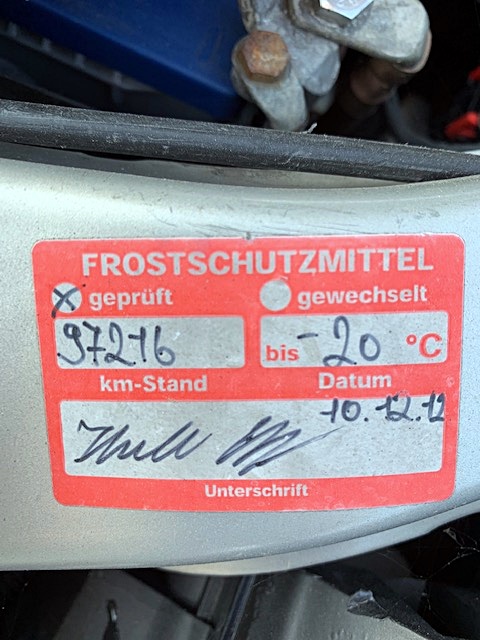 FROSTSCHUTZMITTEL
x geprüft gewechselt
97216 bis -20 °C
km-Stand Datum
10.12.12
Unterschrift